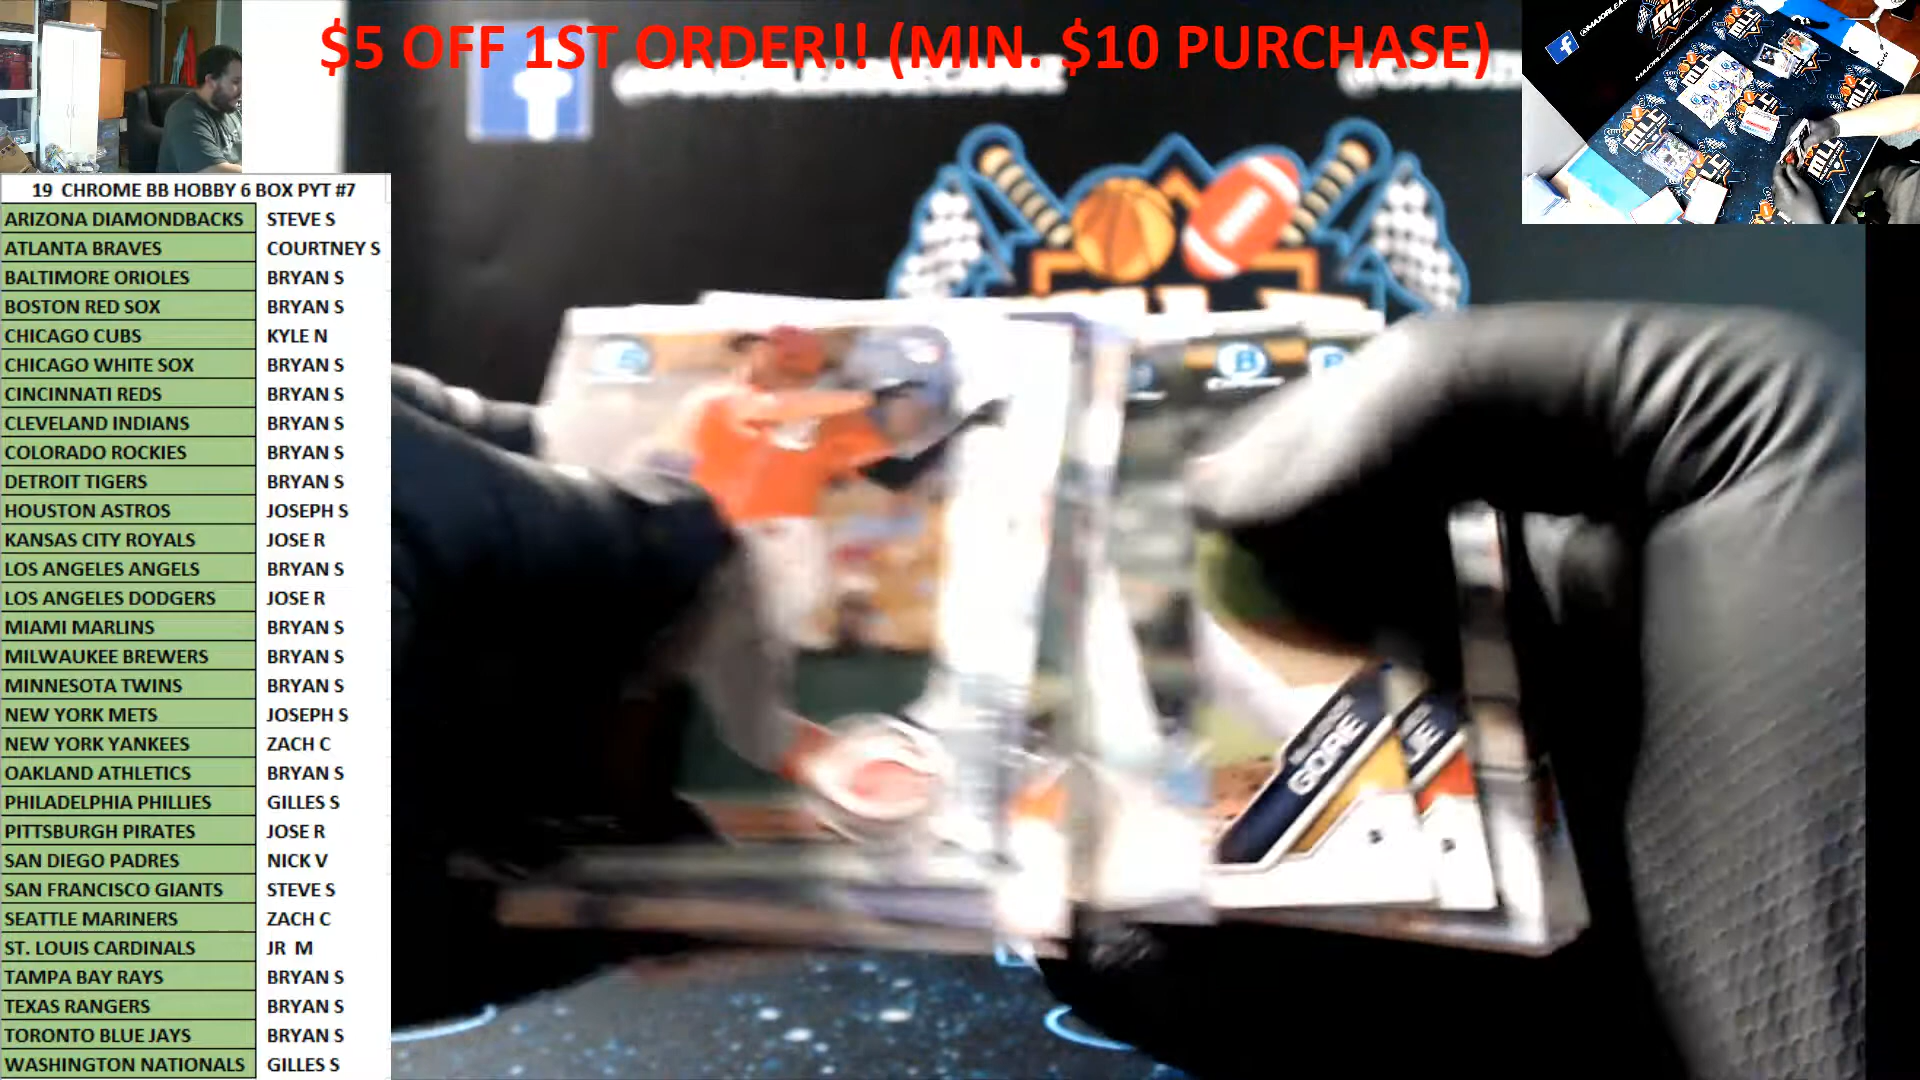 $5 OFF 1ST ORDER!! (MIN. $10 PURCHASE)
19 CHROME BB HOBBY 6 BOX PYT #7
ARIZONA DIAMONDBACKS STEVE S
ATLANTA BRAVES COURTNEY S
BALTIMORE ORIOLES BRYAN S
BOSTON RED SOX BRYAN S
CHICAGO CUBS KYLE N
CHICAGO WHITE SOX BRYAN S
CINCINNATI REDS BRYAN S
CLEVELAND INDIANS BRYAN S
COLORADO ROCKIES BRYAN S
DETROIT TIGERS BRYAN S
HOUSTON ASTROS JOSEPH S
KANSAS CITY ROYALS JOSE R
LOS ANGELES ANGELS BRYAN S
LOS ANGELES DODGERS JOSE R
MIAMI MARLINS BRYAN S
MILWAUKEE BREWERS BRYAN S
MINNESOTA TWINS BRYAN S
NEW YORK METS JOSEPH S
NEW YORK YANKEES ZACH C
OAKLAND ATHLETICS BRYAN S
PHILADELPHIA PHILLIES GILLES S
PITTSBURGH PIRATES JOSE R
SAN DIEGO PADRES NICK V
SAN FRANCISCO GIANTS STEVE S
SEATTLE MARINERS ZACH C
ST. LOUIS CARDINALS JR M
TAMPA BAY RAYS BRYAN S
TEXAS RANGERS BRYAN S
TORONTO BLUE JAYS BRYAN S
WASHINGTON NATIONALS GILLES S
GORE
MLC
MLC